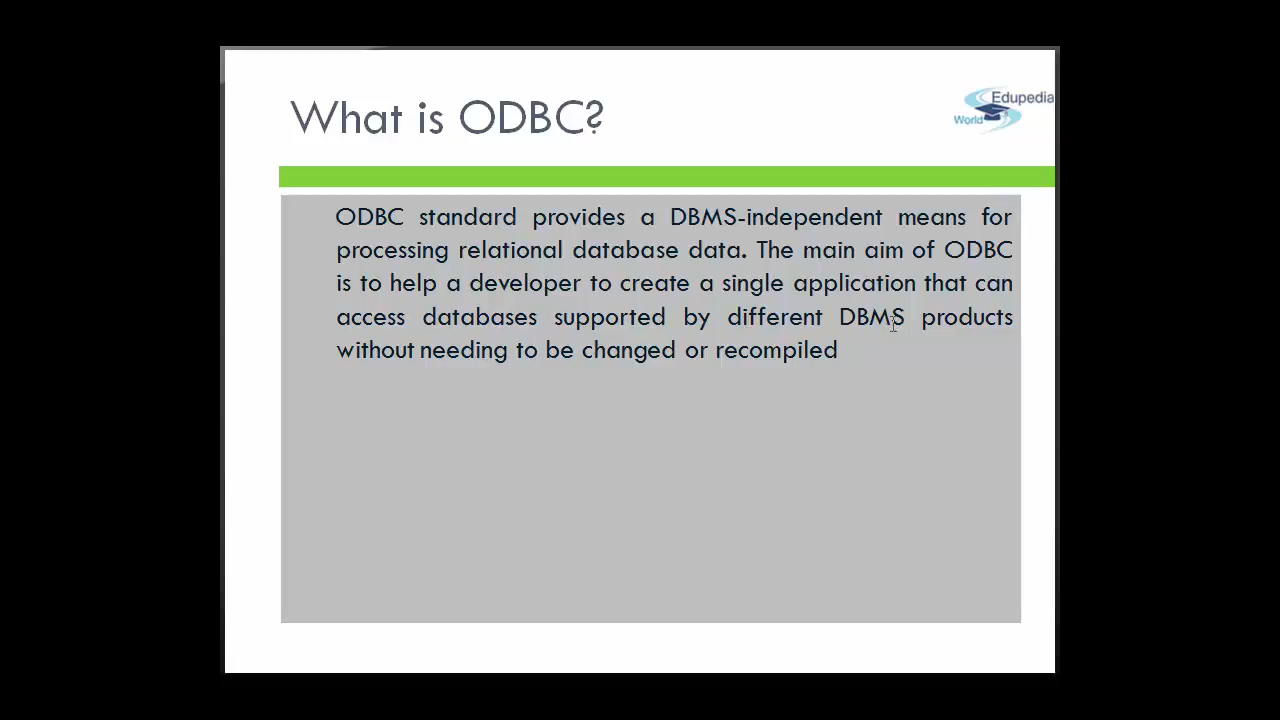 What is ODBC?
Edupedia
World
ODBC standard provides a DBMS-independent means for
processing relational database data. The main aim of ODBC
is to help a developer to create a single application that can
access databases supported by different DBMS products
without needing to be changed or recompiled